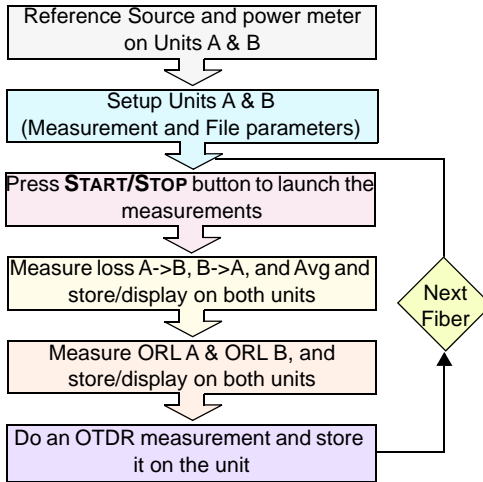 Reference Source and power meter
on Units A & B
Setup Units A & B
(Measurement and File parameters)
Press START/STOP button to launch the
measurements
Measure loss A->B, B->A, and Avg and
store/display on both units
Measure ORL A & ORL B, and
store/display on both units
Do an OTDR measurement and store
it on the unit
Next
Fiber